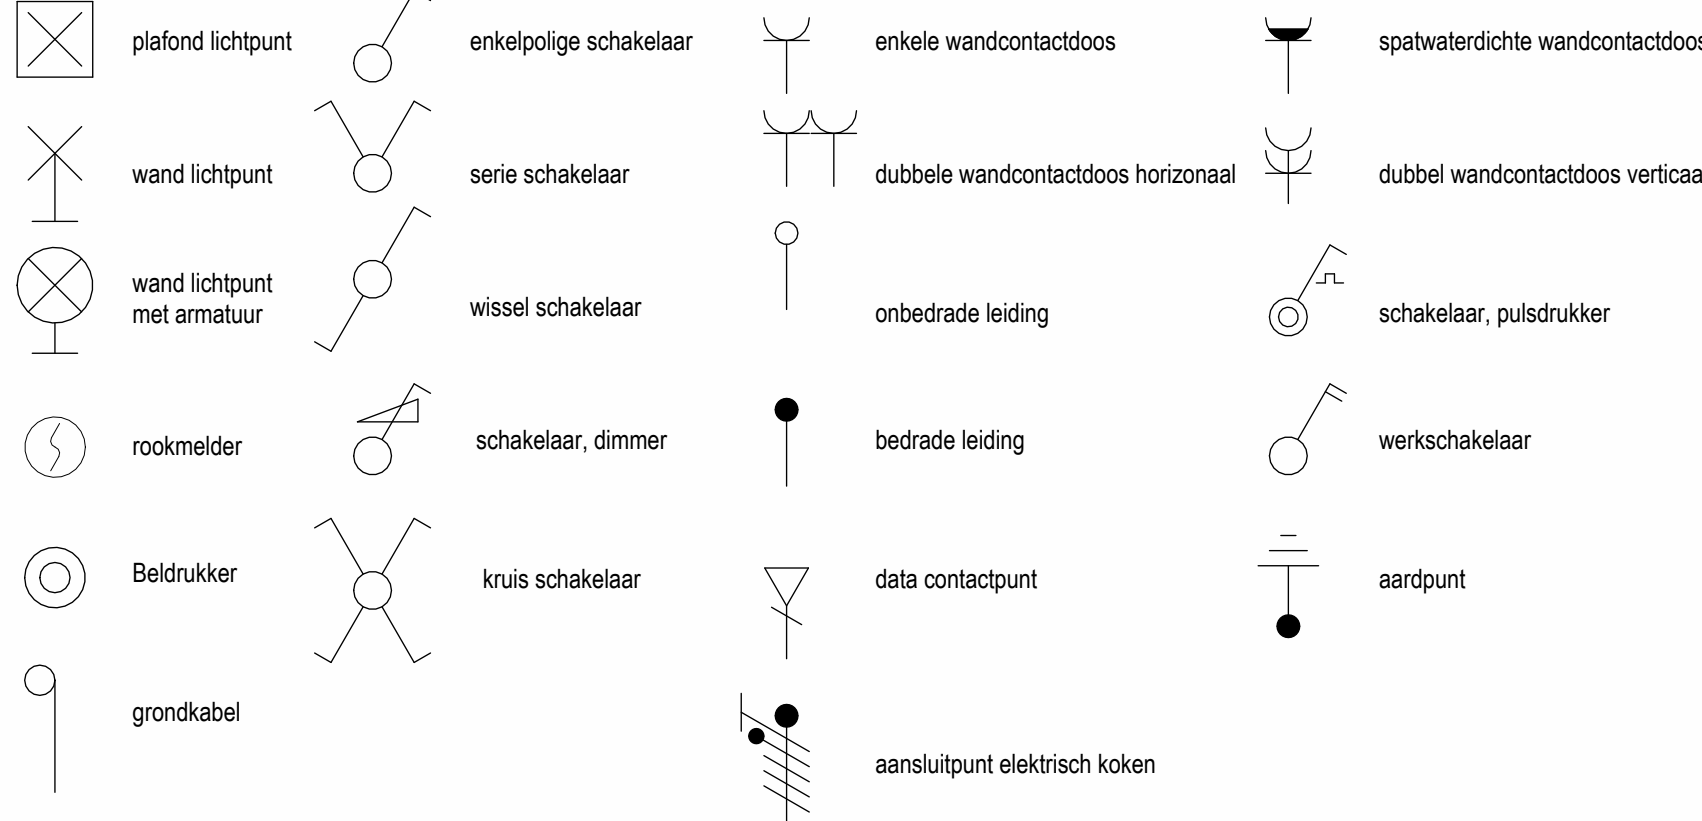 plafond lichtpunt
enkelpolige schakelaar
enkele wandcontactdoos
spatwaterdichte wandcontactdoos
wand lichtpunt
serie schakelaar
dubbele wandcontactdoos horizonaal
dubbel wandcontactdoos verticaa
wand lichtpunt
met armatuur
wissel schakelaar
onbedrade leiding
schakelaar, pulsdrukker
rookmelder
schakelaar, dimmer
bedrade leiding
werkschakelaar
Beldrukker
kruis schakelaar
data contactpunt
aardpunt
grondkabel
aansluitpunt elektrisch koken